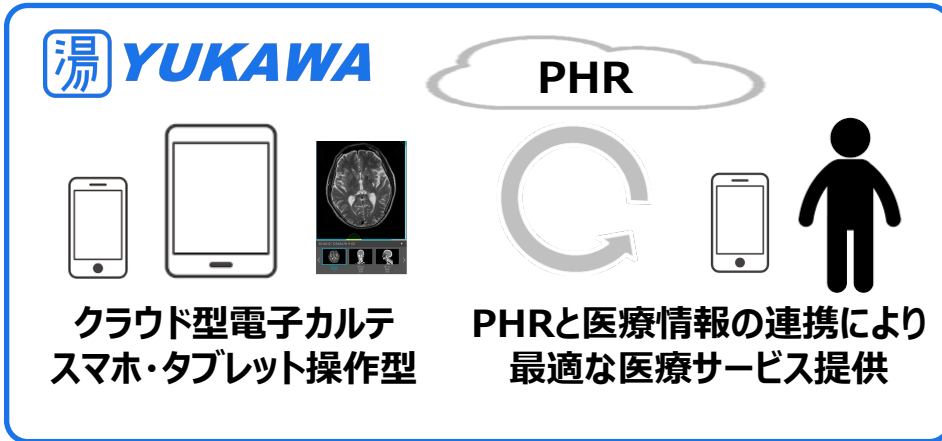 湯 YUKAWA
PHR
クラウド型電子カルテ
スマホ・タブレット操作型
PHRと医療情報の連携により
最適な医療サービス提供